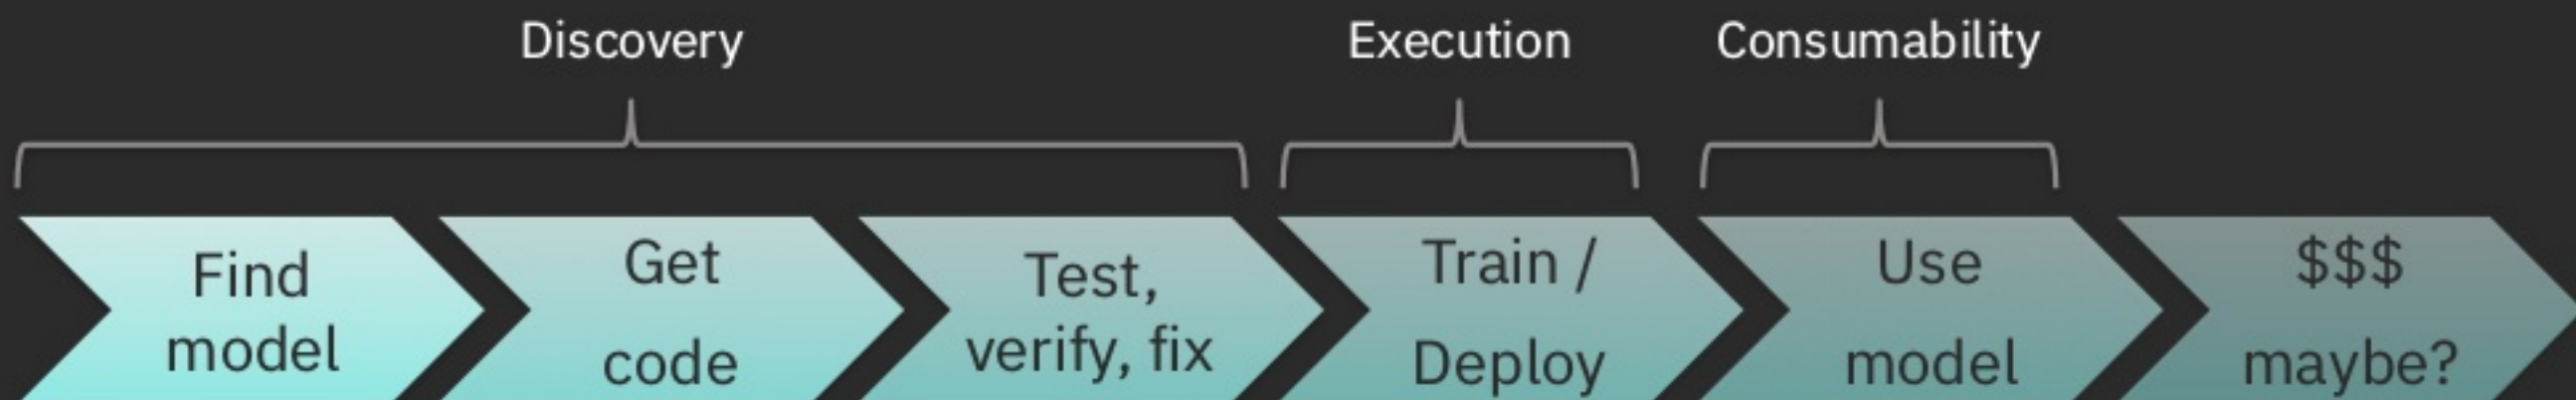 Discovery
Execution
Consumability
Find
model
Get
code
Test,
verify, fix
Train /
Deploy
Use
model
$$$
maybe?